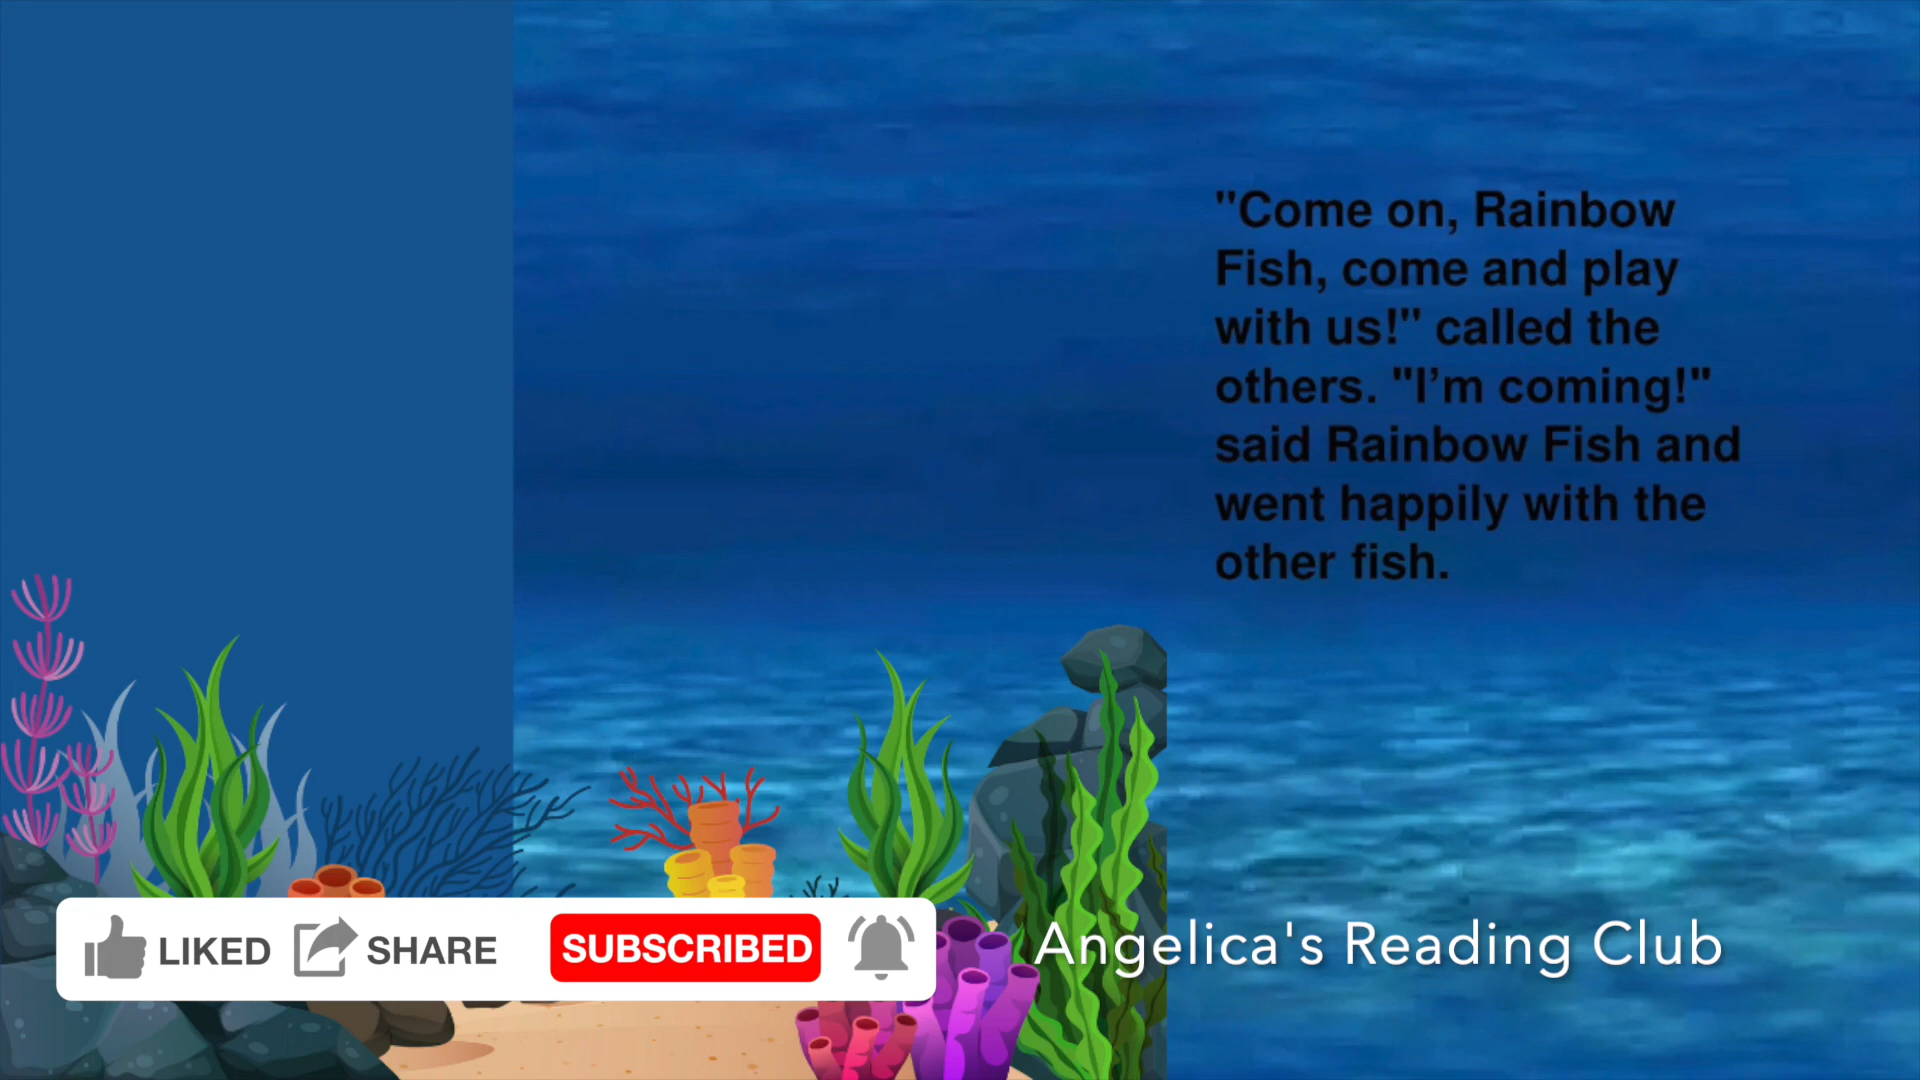 "Come on, Rainbow
Fish, come and play
with us!" called the
others. "I’m coming!"
said Rainbow Fish and
went happily with the
other fish.
LIKED SHARE SUBSCRIBED
Angelica's Reading Club